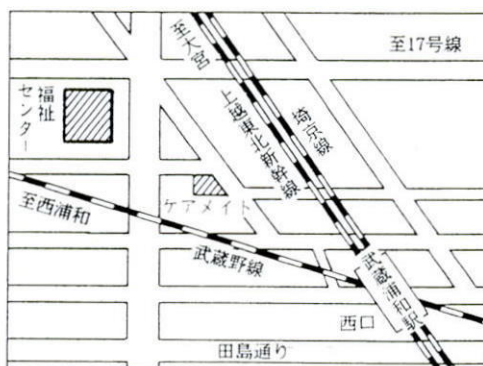 至大宮
至17号線
福祉
センター
上越東北新幹線
埼京線
ケアメイト
至西浦和
武蔵野線
武蔵浦和駅
西口
田島通り